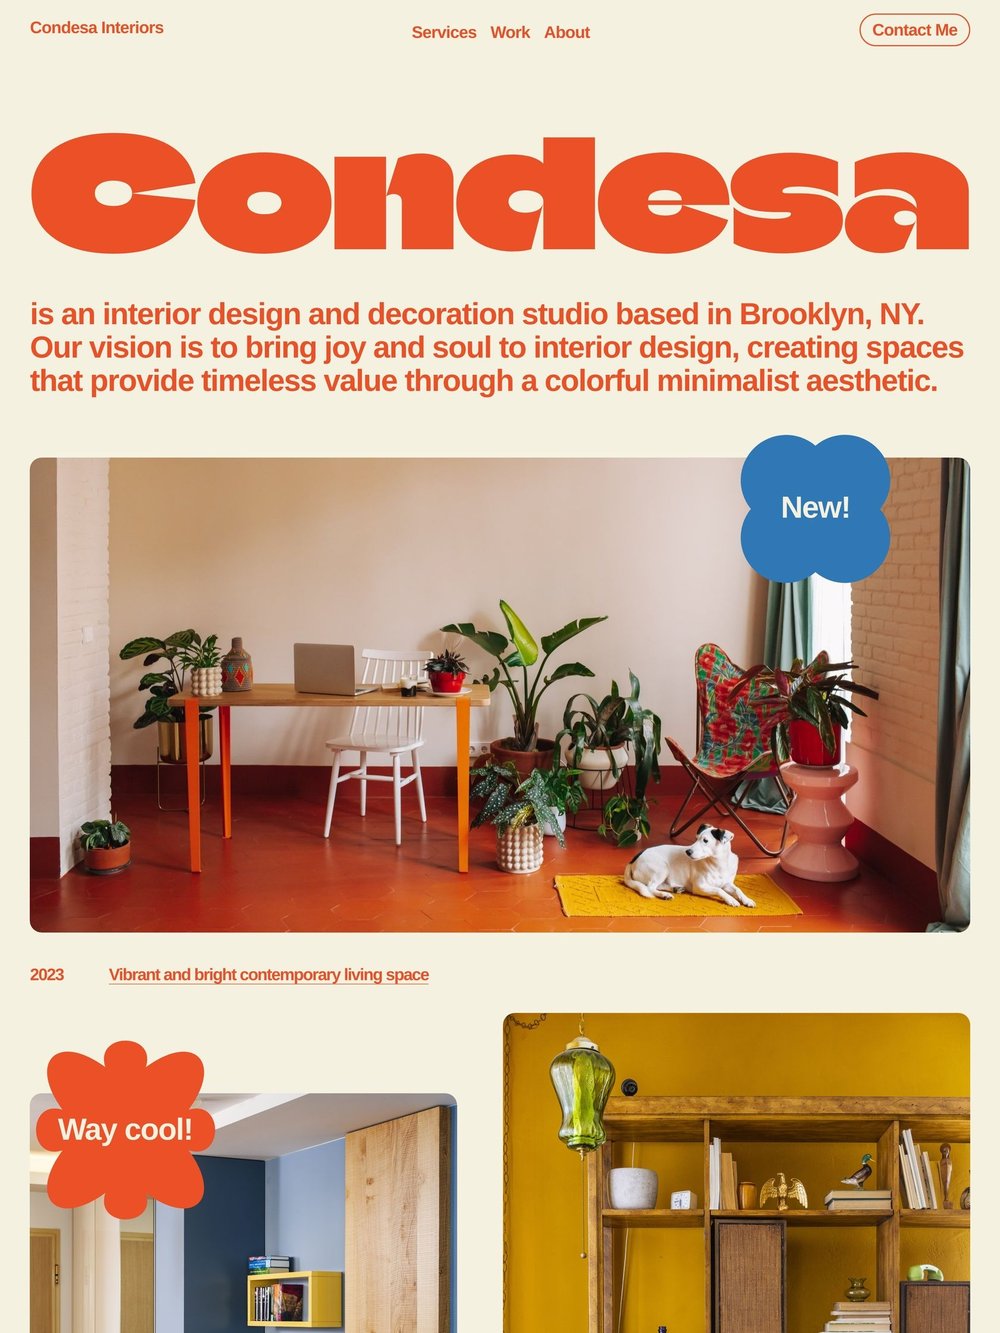 Condesa Interiors
Services Work About
Contact Me
Condesa
is an interior design and decoration studio based in Brooklyn, NY.
Our vision is to bring joy and soul to interior design, creating spaces
that provide timeless value through a colorful minimalist aesthetic.
New!
2023 Vibrant and bright contemporary living space
Way cool!